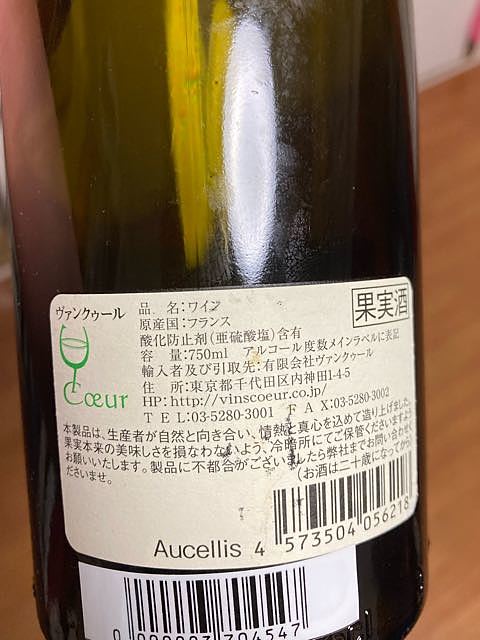 ヴァンクゥール
Cœur
果実酒
品 名:ワイン
原産国:フランス
酸化防止剤(亜硫酸塩)含有
容 量:750ml アルコール度数メインラベルに表記
輸入者及び引取先:有限会社ヴァンクゥール
住 所:東京都千代田区内神田1-4-5
HP:http://vinscoeur.co.jp/
TEL:03-5280-3001 FAX:03-5280-3002
本製品は、生産者が自然と向き合い、情熱と真心を込めて造り上げました。
果実本来の美味しさを損なわないよう、冷暗所にてご保管くださいますよう
お願いいたします。製品に不都合がございましたら弊社までお問い合わせく
ださいませ。
(お酒は二十歳になってから)
Aucellis 4 573504 056218